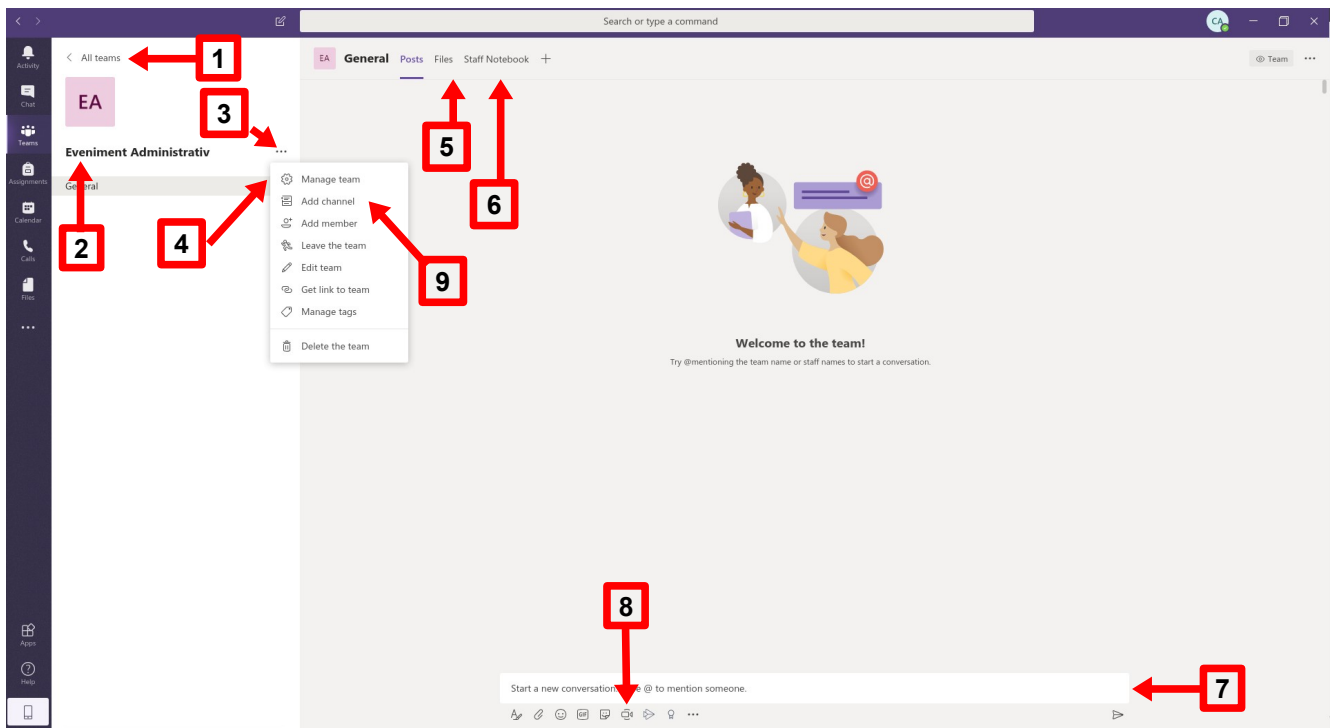 Search or type a command
CA
Activity
Chat
Teams
Assignments
Calendar
Calls
Files
Apps
Help
All teams
1
EA
3
Eveniment Administrativ
General
2
4
Manage team
Add channel
Add member
Leave the team
Edit team
Get link to team
Manage tags
Delete the team
9
EA General Posts Files Staff Notebook
Team
5
6
@
Welcome to the team!
Try @mentioning the team name or staff names to start a conversation.
8
Start a new conversation. @ to mention someone.
7
GIF